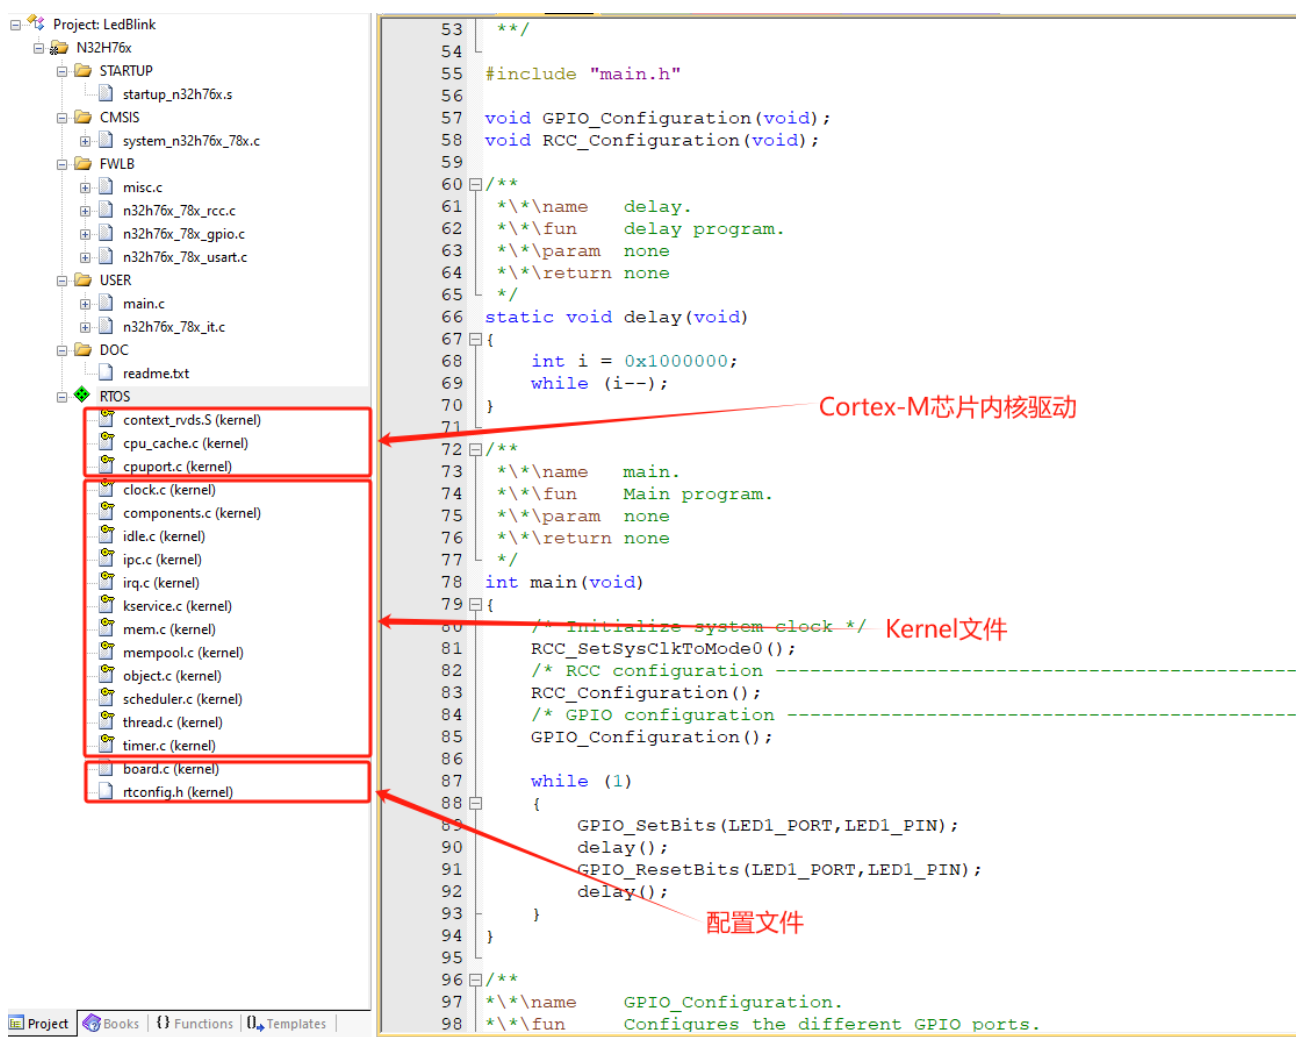 Project: LedBlink
N32H76x
STARTUP
startup_n32h76x.s
CMSIS
system_n32h76x_78x.c
FWLB
misc.c
n32h76x_78x_rcc.c
n32h76x_78x_gpio.c
n32h76x_78x_usart.c
USER
main.c
n32h76x_78x_it.c
DOC
readme.txt
RTOS
context_rvds.S (kernel)
cpu_cache.c (kernel)
cpuport.c (kernel)
clock.c (kernel)
components.c (kernel)
idle.c (kernel)
ipc.c (kernel)
irq.c (kernel)
kservice.c (kernel)
mem.c (kernel)
mempool.c (kernel)
object.c (kernel)
scheduler.c (kernel)
thread.c (kernel)
timer.c (kernel)
board.c (kernel)
rtconfig.h (kernel)
Project Books {} Functions 0 Templates
53 **/
54
55 #include "main.h"
56
57 void GPIO_Configuration(void);
58 void RCC_Configuration(void);
59
60 /**
61 *\*\name delay.
62 *\*\fun delay program.
63 *\*\param none
64 *\*\return none
65 */
66 static void delay(void)
67 {
68 int i = 0x1000000;
69 while (i--);
70 }
71
72 /**
73 *\*\name main.
74 *\*\fun Main program.
75 *\*\param none
76 *\*\return none
77 */
78 int main(void)
79 {
80 /* Initialize system clock */
81 RCC_SetSysClkToMode0();
82 /* RCC configuration ---------------------------------------------
83 RCC_Configuration();
84 /* GPIO configuration --------------------------------------------
85 GPIO_Configuration();
86
87 while (1)
88 {
89 GPIO_SetBits(LED1_PORT,LED1_PIN);
90 delay();
91 GPIO_ResetBits(LED1_PORT,LED1_PIN);
92 delay();
93 }
94 }
95
96 /**
97 *\*\name GPIO_Configuration.
98 *\*\fun Configures the different GPIO ports.
Cortex-M芯片内核驱动
Kernel文件
配置文件